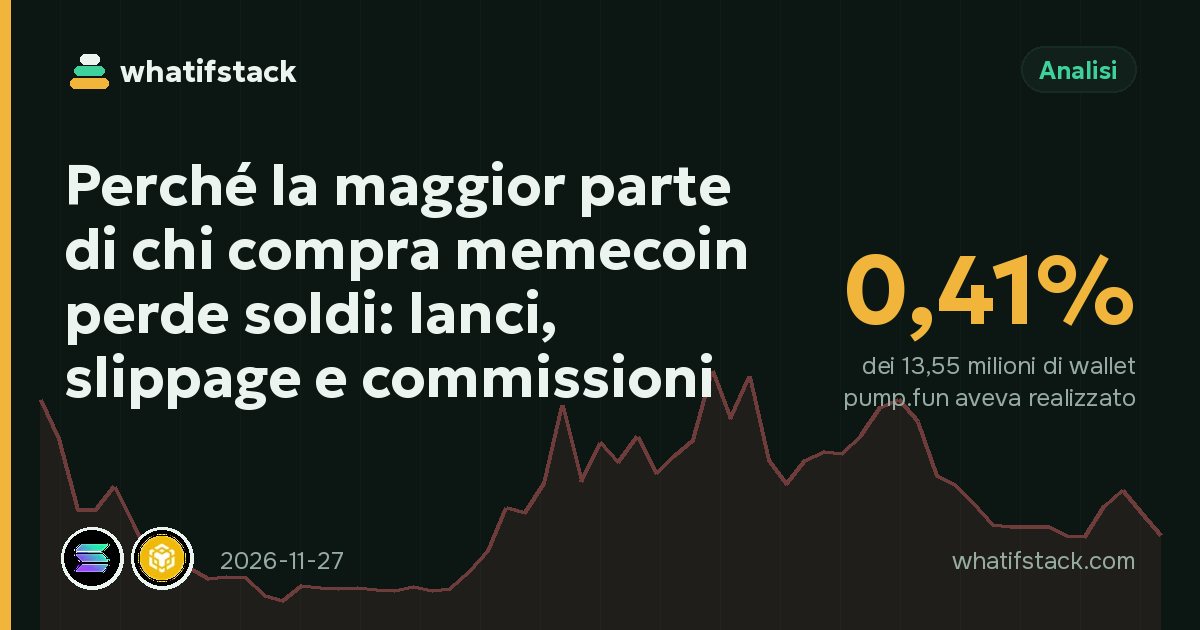 whatifstack
Analisi
Perché la maggior parte
di chi compra memecoin
perde soldi: lanci,
slippage e commissioni
0,41%
dei 13,55 milioni di wallet
pump.fun aveva realizzato
2026-11-27
whatifstack.com